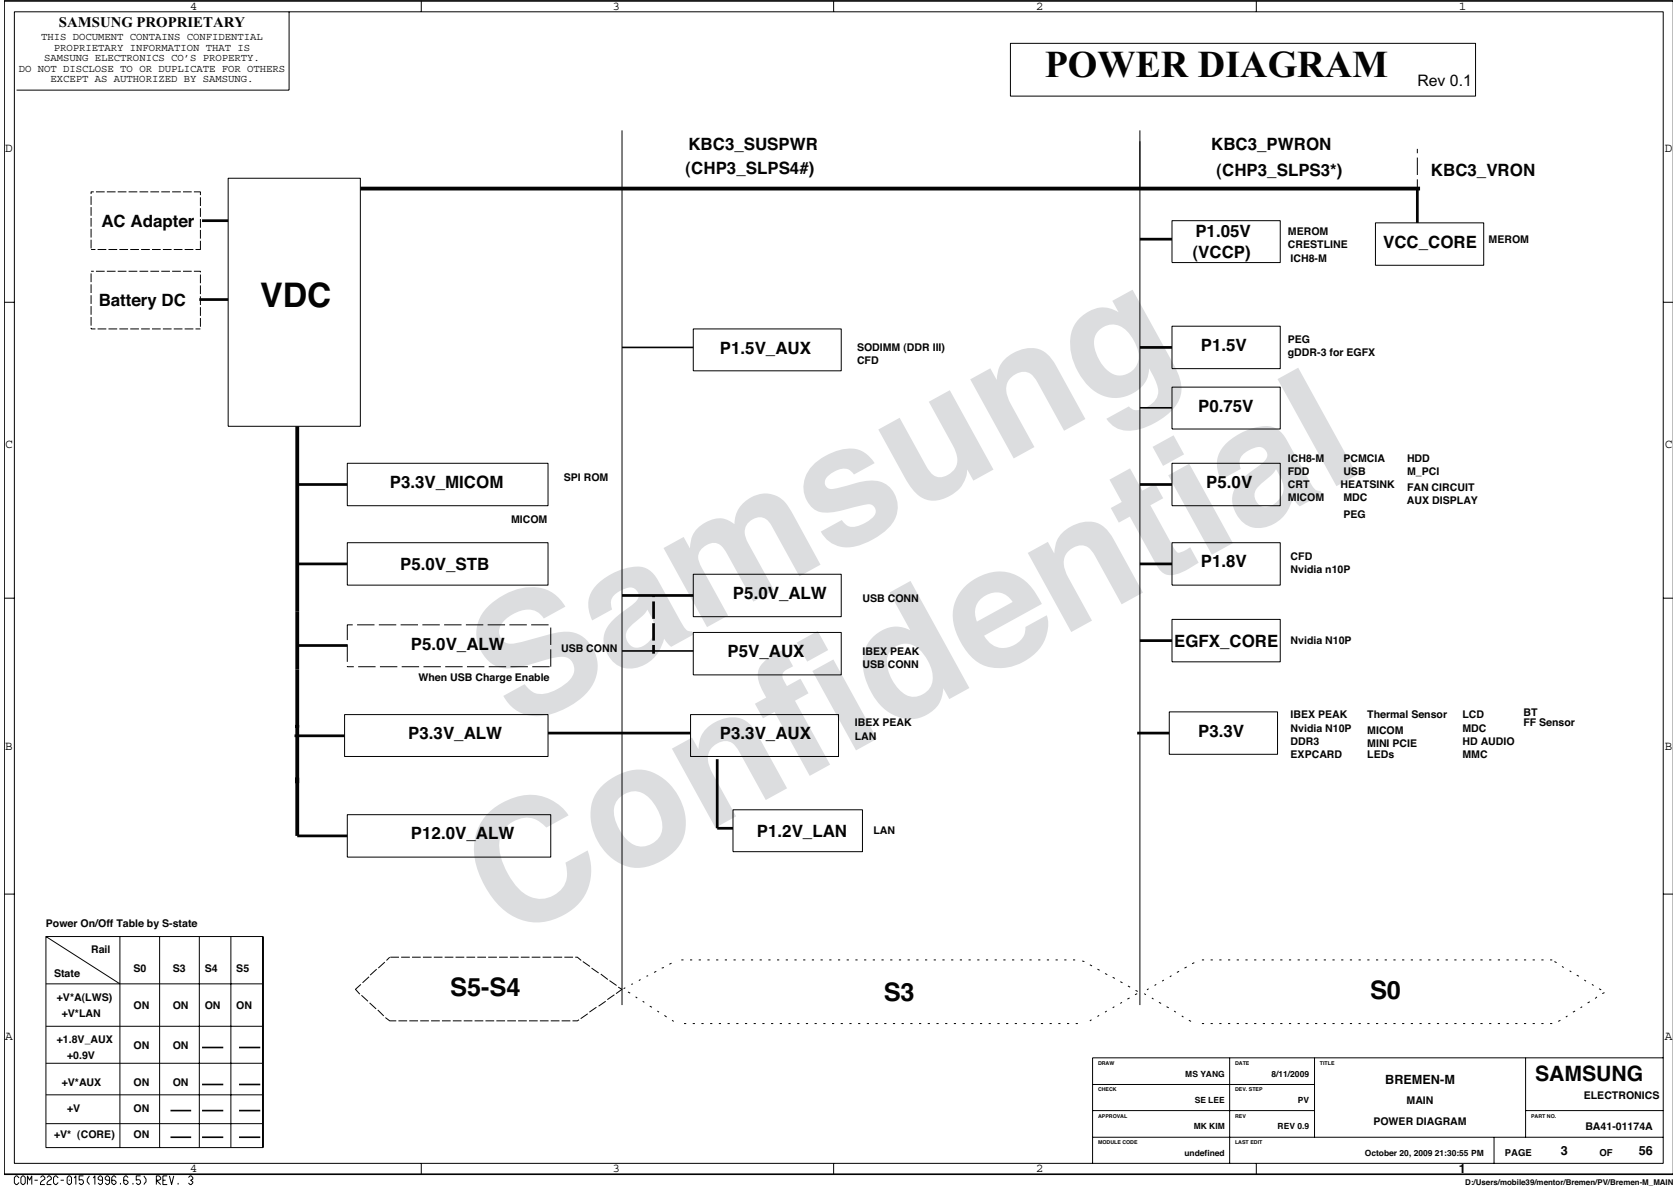 4 3 2 1
SAMSUNG PROPRIETARY
THIS DOCUMENT CONTAINS CONFIDENTIAL
PROPRIETARY INFORMATION THAT IS
SAMSUNG ELECTRONICS CO'S PROPERTY.
DO NOT DISCLOSE TO OR DUPLICATE FOR OTHERS
EXCEPT AS AUTHORIZED BY SAMSUNG.
POWER DIAGRAM Rev 0.1
D D
KBC3_SUSPWR
(CHP3_SLPS4#)
KBC3_PWRON
(CHP3_SLPS3*)
KBC3_VRON
AC Adapter
Battery DC
VDC
P1.05V
(VCCP)
MEROM
CRESTLINE
ICH8-M
VCC_CORE
MEROM
P1.5V_AUX
SODIMM (DDR III)
CFD
P1.5V
PEG
gDDR-3 for EGFX
P0.75V
C C
P3.3V_MICOM
SPI ROM
MICOM
P5.0V
ICH8-M PCMCIA HDD
FDD USB M_PCI
CRT HEATSINK FAN CIRCUIT
MICOM MDC AUX DISPLAY
PEG
P5.0V_STB
P1.8V
CFD
Nvidia n10P
P5.0V_ALW
USB CONN
P5.0V_ALW
USB CONN
When USB Charge Enable
P5V_AUX
IBEX PEAK
USB CONN
EGFX_CORE
Nvidia N10P
P3.3V_ALW
P3.3V_AUX
IBEX PEAK
LAN
P3.3V
IBEX PEAK Thermal Sensor LCD BT
Nvidia N10P MICOM MDC FF Sensor
DDR3 MINI PCIE HD AUDIO
EXPCARD LEDs MMC
B B
P12.0V_ALW
P1.2V_LAN
LAN
Samsung
Confidential
Power On/Off Table by S-state
Rail
State S0 S3 S4 S5
+V*A(LWS)
+V*LAN
ON ON ON ON
+1.8V_AUX
+0.9V
ON ON — —
+V*AUX ON ON — —
+V ON — — —
+V* (CORE) ON — — —
S5-S4
S3
S0
A A
DRAW MS YANG DATE 8/11/2009
CHECK SE LEE DEV. STEP PV
APPROVAL MK KIM REV REV 0.9
MODULE CODE undefined LAST EDIT October 20, 2009 21:30:55 PM
TITLE
BREMEN-M
MAIN
POWER DIAGRAM
SAMSUNG
ELECTRONICS
PART NO. BA41-01174A
PAGE 3 OF 56
4 3 2 1
COM-22C-015(1996.6.5) REV. 3
D:/Users/mobile39/mentor/Bremen/PV/Bremen-M_MAIN